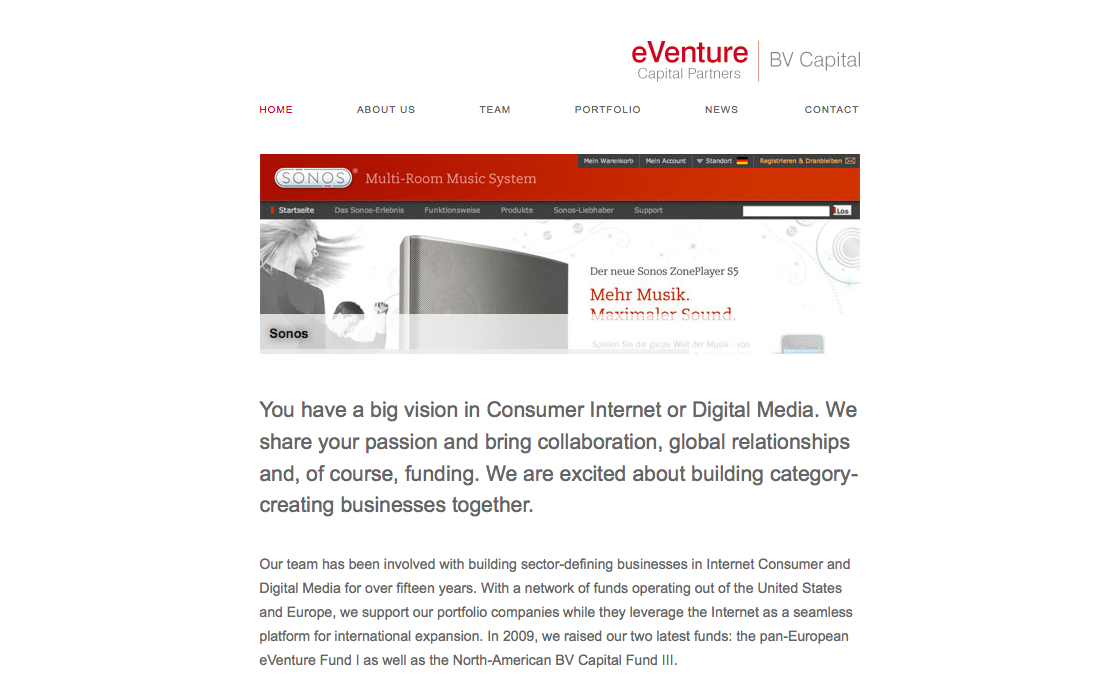 eVenture
Capital Partners
BV Capital
HOME ABOUT US TEAM PORTFOLIO NEWS CONTACT
Mein Warenkorb Mein Account Standort Registrieren & Dranbleiben
SONOS® Multi-Room Music System
Startseite Das Sonos-Erlebnis Funktionsweise Produkte Sonos-Liebhaber Support Los
Der neue Sonos ZonePlayer S5
Mehr Musik.
Maximaler Sound.
Spielen Sie die ganze Welt der Musik - von
Sonos
You have a big vision in Consumer Internet or Digital Media. We
share your passion and bring collaboration, global relationships
and, of course, funding. We are excited about building category-
creating businesses together.
Our team has been involved with building sector-defining businesses in Internet Consumer and
Digital Media for over fifteen years. With a network of funds operating out of the United States
and Europe, we support our portfolio companies while they leverage the Internet as a seamless
platform for international expansion. In 2009, we raised our two latest funds: the pan-European
eVenture Fund I as well as the North-American BV Capital Fund III.